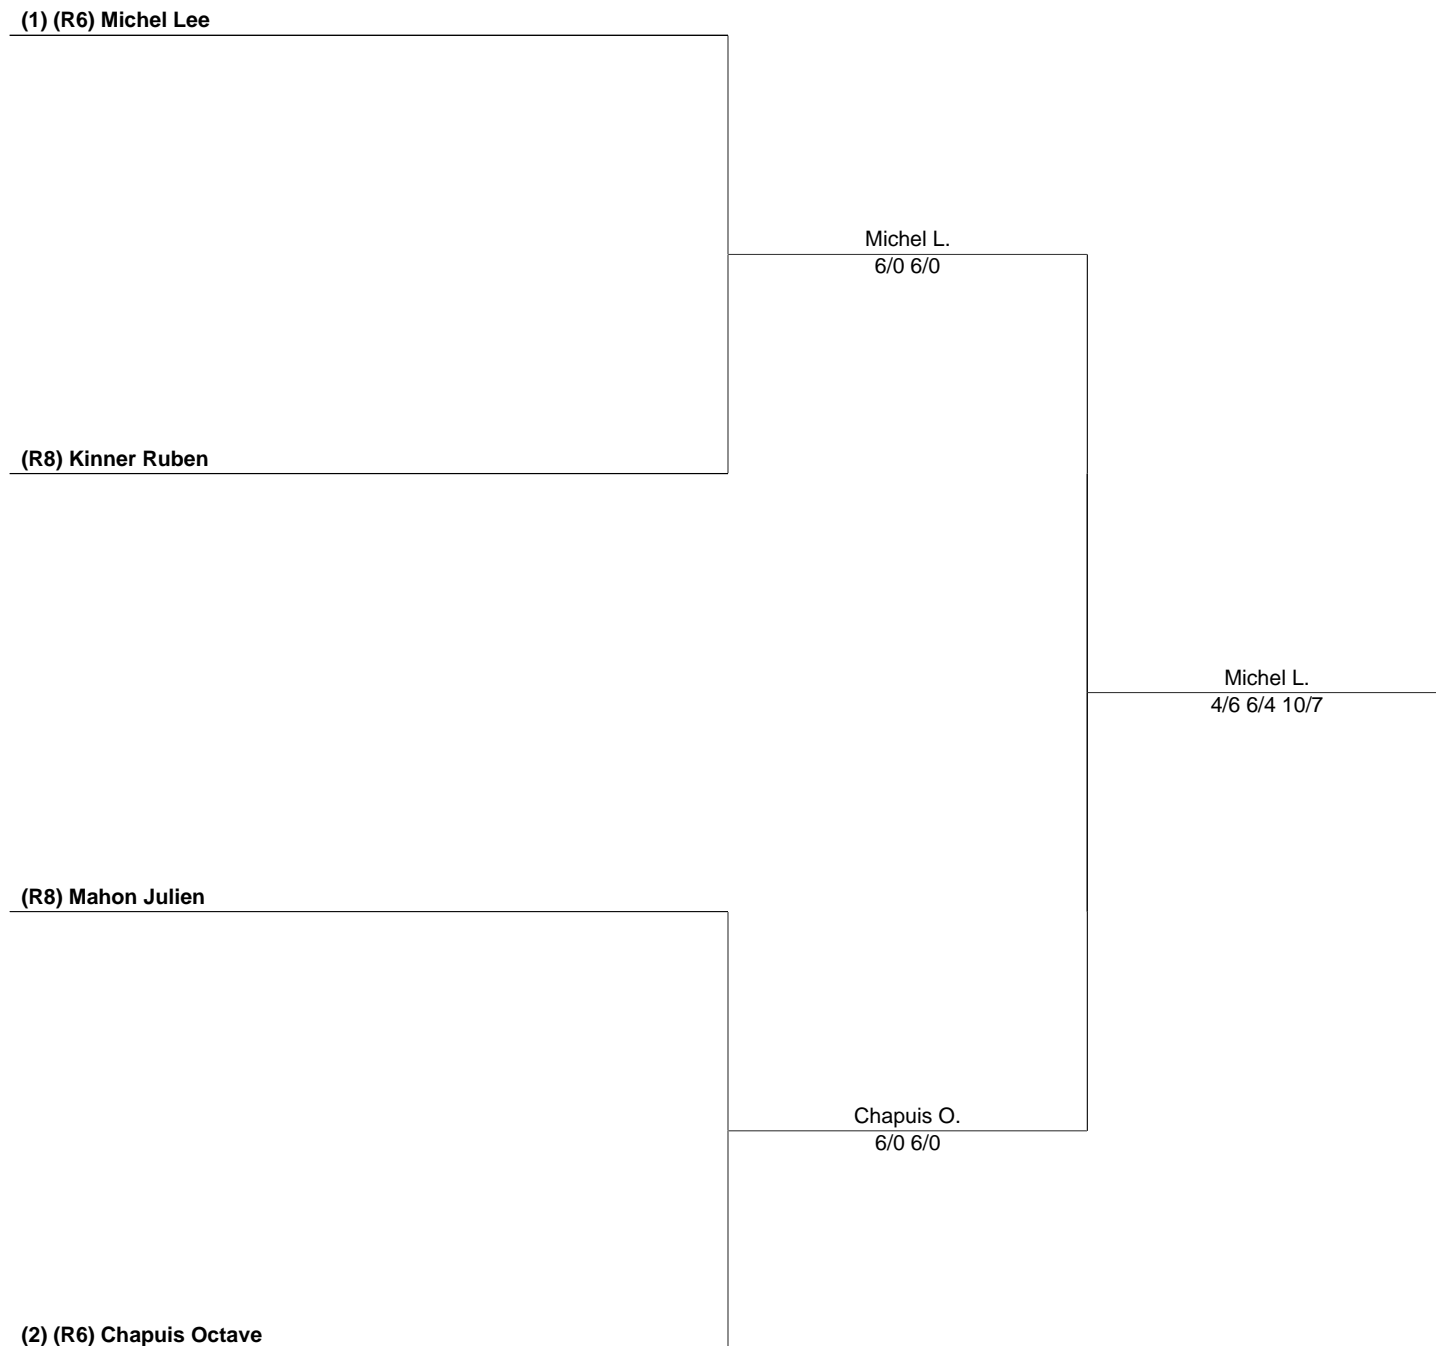 (1) (R6) Michel Lee
Michel L.
6/0 6/0
(R8) Kinner Ruben
Michel L.
4/6 6/4 10/7
(R8) Mahon Julien
Chapuis O.
6/0 6/0
(2) (R6) Chapuis Octave